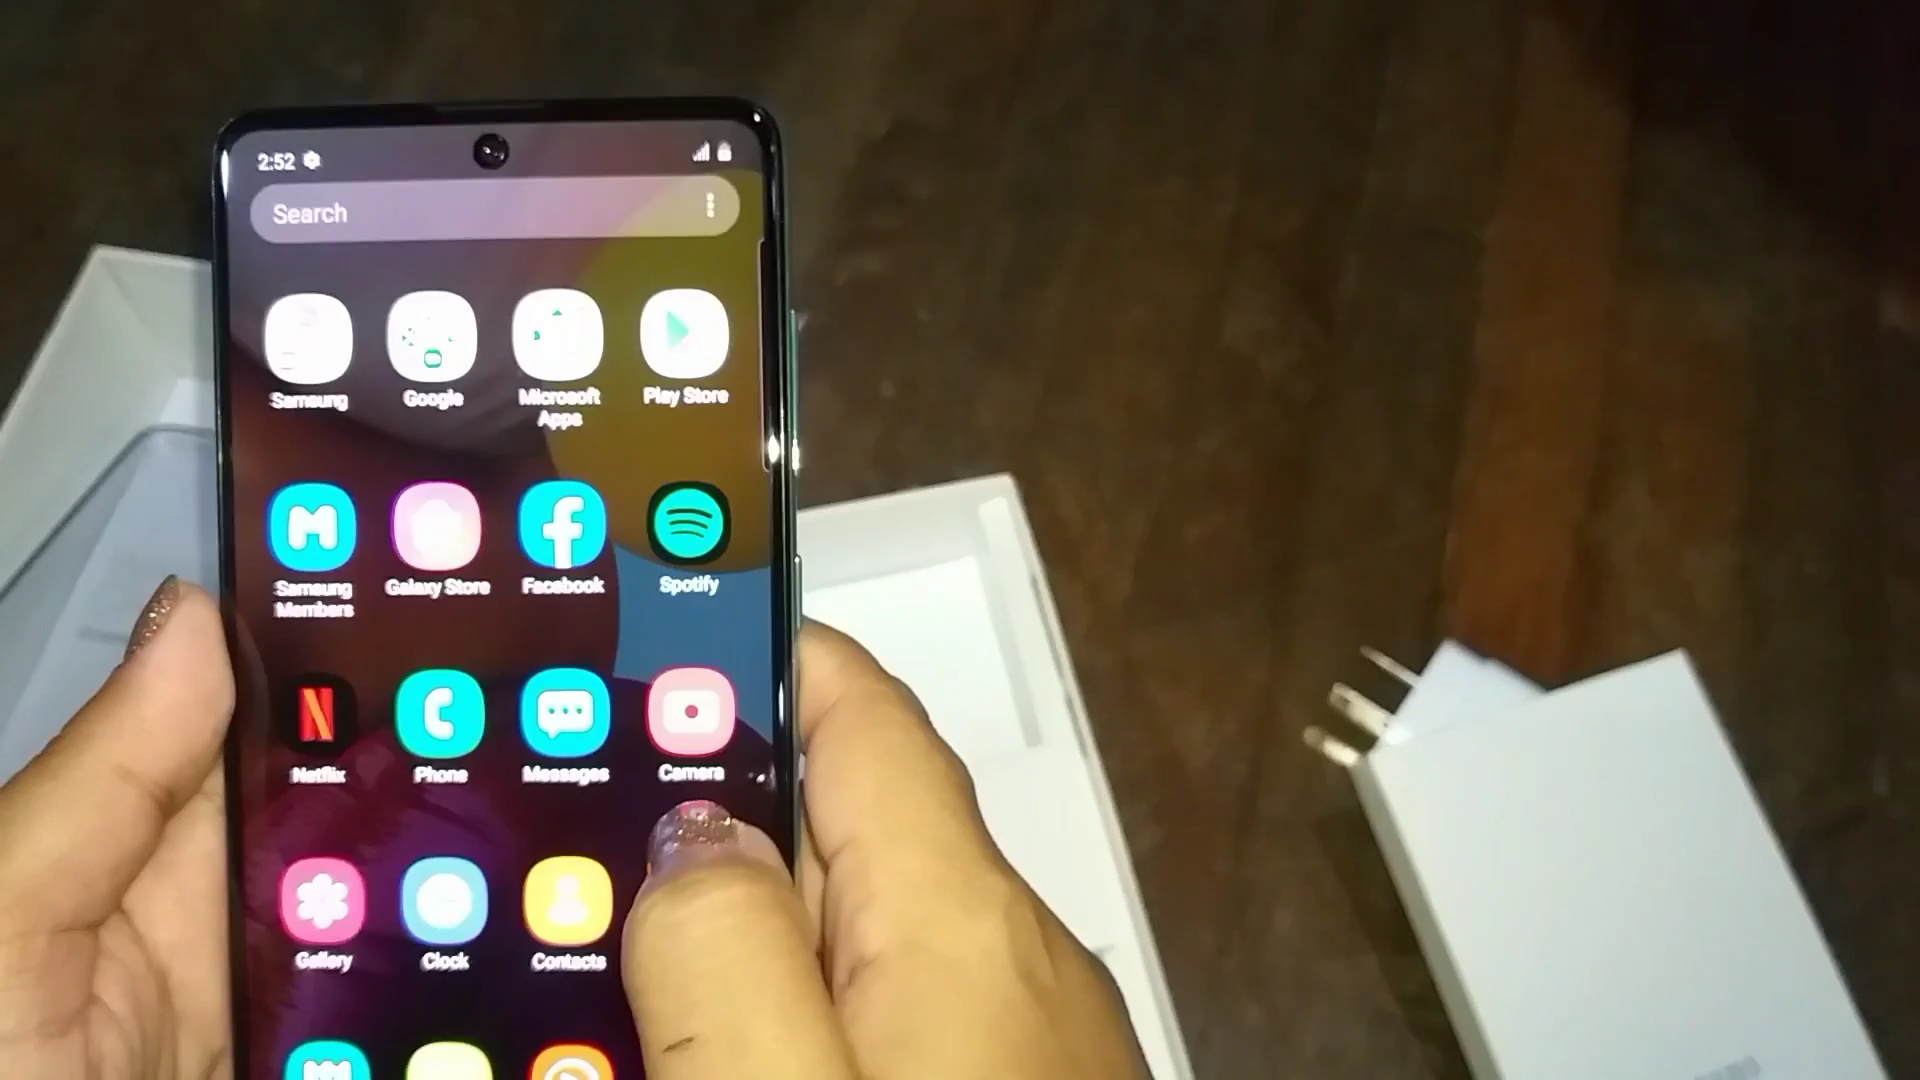 2:52
Search
Samsung
Google
Microsoft
Apps
Play Store
Samsung
Members
Galaxy Store
Facebook
Spotify
Netflix
Phone
Messages
Camera
Gallery
Clock
Contacts